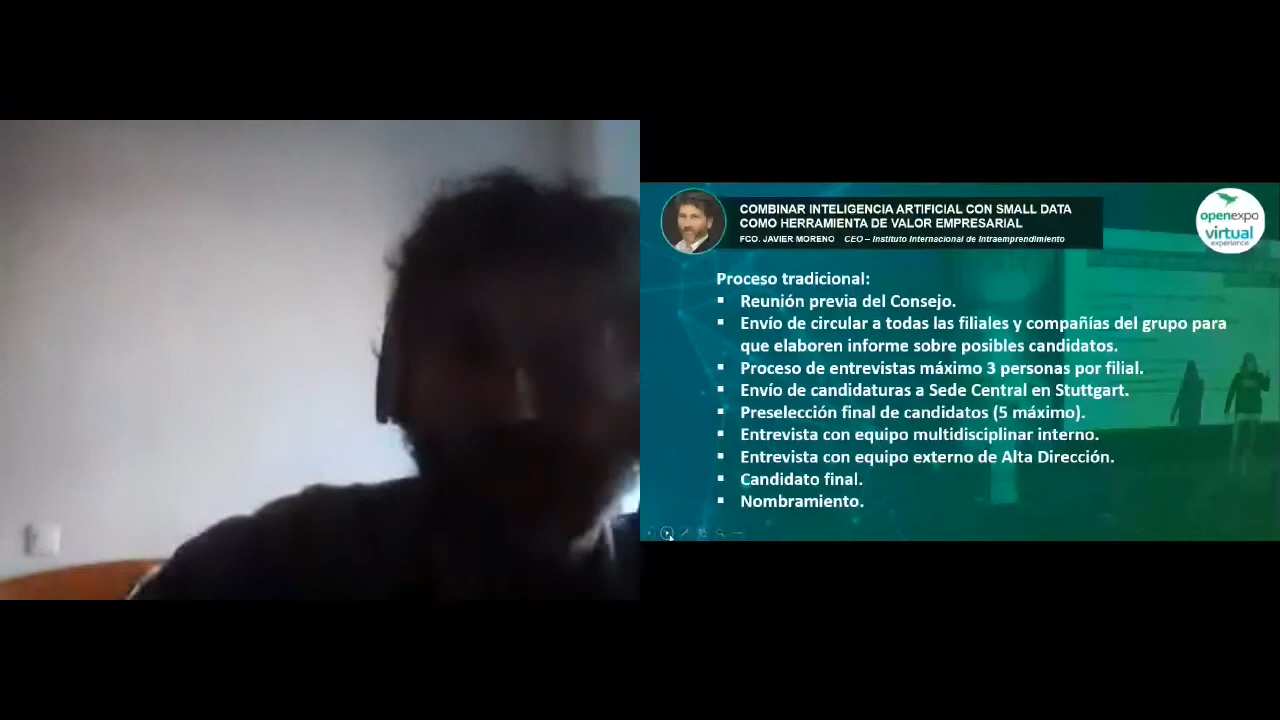 COMBINAR INTELIGENCIA ARTIFICIAL CON SMALL DATA
COMO HERRAMIENTA DE VALOR EMPRESARIAL
FCO. JAVIER MORENO CEO – Instituto Internacional de Intraemprendimiento
openexpo
virtual
experience
Proceso tradicional:
▪ Reunión previa del Consejo.
▪ Envío de circular a todas las filiales y compañías del grupo para
que elaboren informe sobre posibles candidatos.
▪ Proceso de entrevistas máximo 3 personas por filial.
▪ Envío de candidaturas a Sede Central en Stuttgart.
▪ Preselección final de candidatos (5 máximo).
▪ Entrevista con equipo multidisciplinar interno.
▪ Entrevista con equipo externo de Alta Dirección.
▪ Candidato final.
▪ Nombramiento.